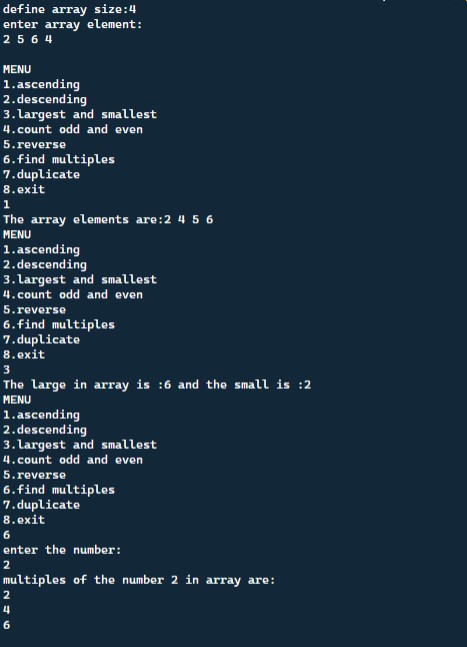 define array size:4
enter array element:
2 5 6 4
MENU
1.ascending
2.descending
3.largest and smallest
4.count odd and even
5.reverse
6.find multiples
7.duplicate
8.exit
1
The array elements are:2 4 5 6
MENU
1.ascending
2.descending
3.largest and smallest
4.count odd and even
5.reverse
6.find multiples
7.duplicate
8.exit
3
The large in array is :6 and the small is :2
MENU
1.ascending
2.descending
3.largest and smallest
4.count odd and even
5.reverse
6.find multiples
7.duplicate
8.exit
6
enter the number:
2
multiples of the number 2 in array are:
2
4
6